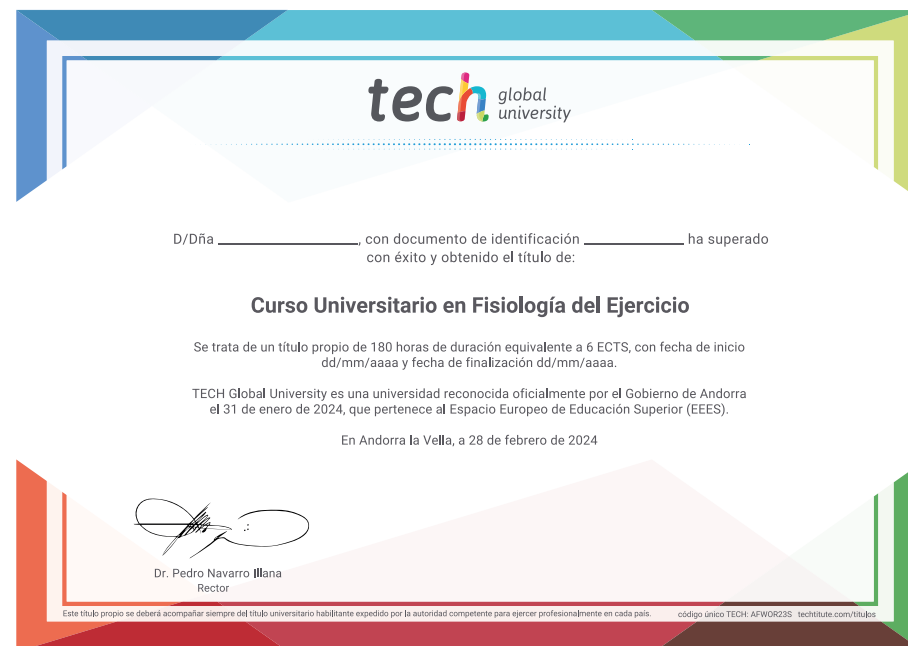 tech global university
D/Dña ______________, con documento de identificación __________ ha superado
con éxito y obtenido el título de:
Curso Universitario en Fisiología del Ejercicio
Se trata de un título propio de 180 horas de duración equivalente a 6 ECTS, con fecha de inicio
dd/mm/aaaa y fecha de finalización dd/mm/aaaa.
TECH Global University es una universidad reconocida oficialmente por el Gobierno de Andorra
el 31 de enero de 2024, que pertenece al Espacio Europeo de Educación Superior (EEES).
En Andorra la Vella, a 28 de febrero de 2024
Dr. Pedro Navarro Illana
Rector
Este título propio se deberá acompañar siempre del título universitario habilitante expedido por la autoridad competente para ejercer profesionalmente en cada país. código único TECH: AFWOR23S techtitute.com/titulos